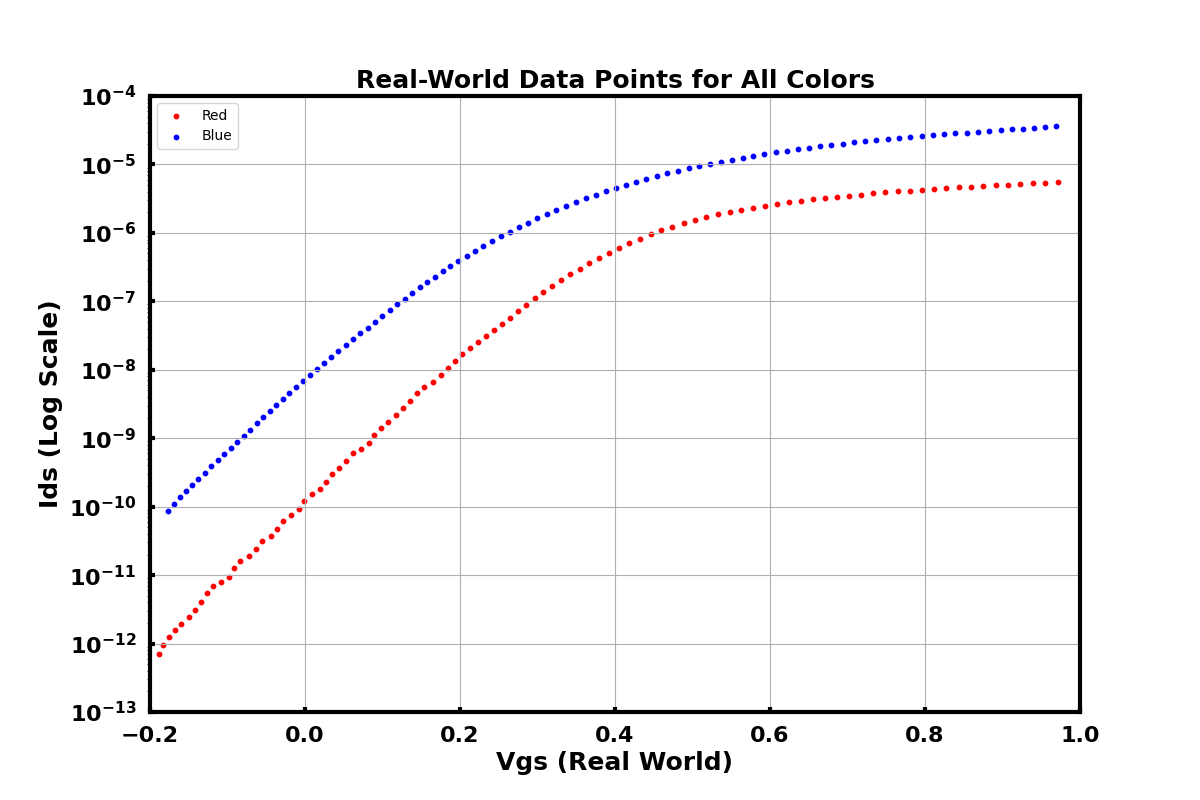 Real-World Data Points for All Colors
Red
Blue
10⁻⁴
10⁻⁵
10⁻⁶
10⁻⁷
10⁻⁸
10⁻⁹
10⁻¹⁰
10⁻¹¹
10⁻¹²
10⁻¹³
Ids (Log Scale)
−0.2 0.0 0.2 0.4 0.6 0.8 1.0
Vgs (Real World)